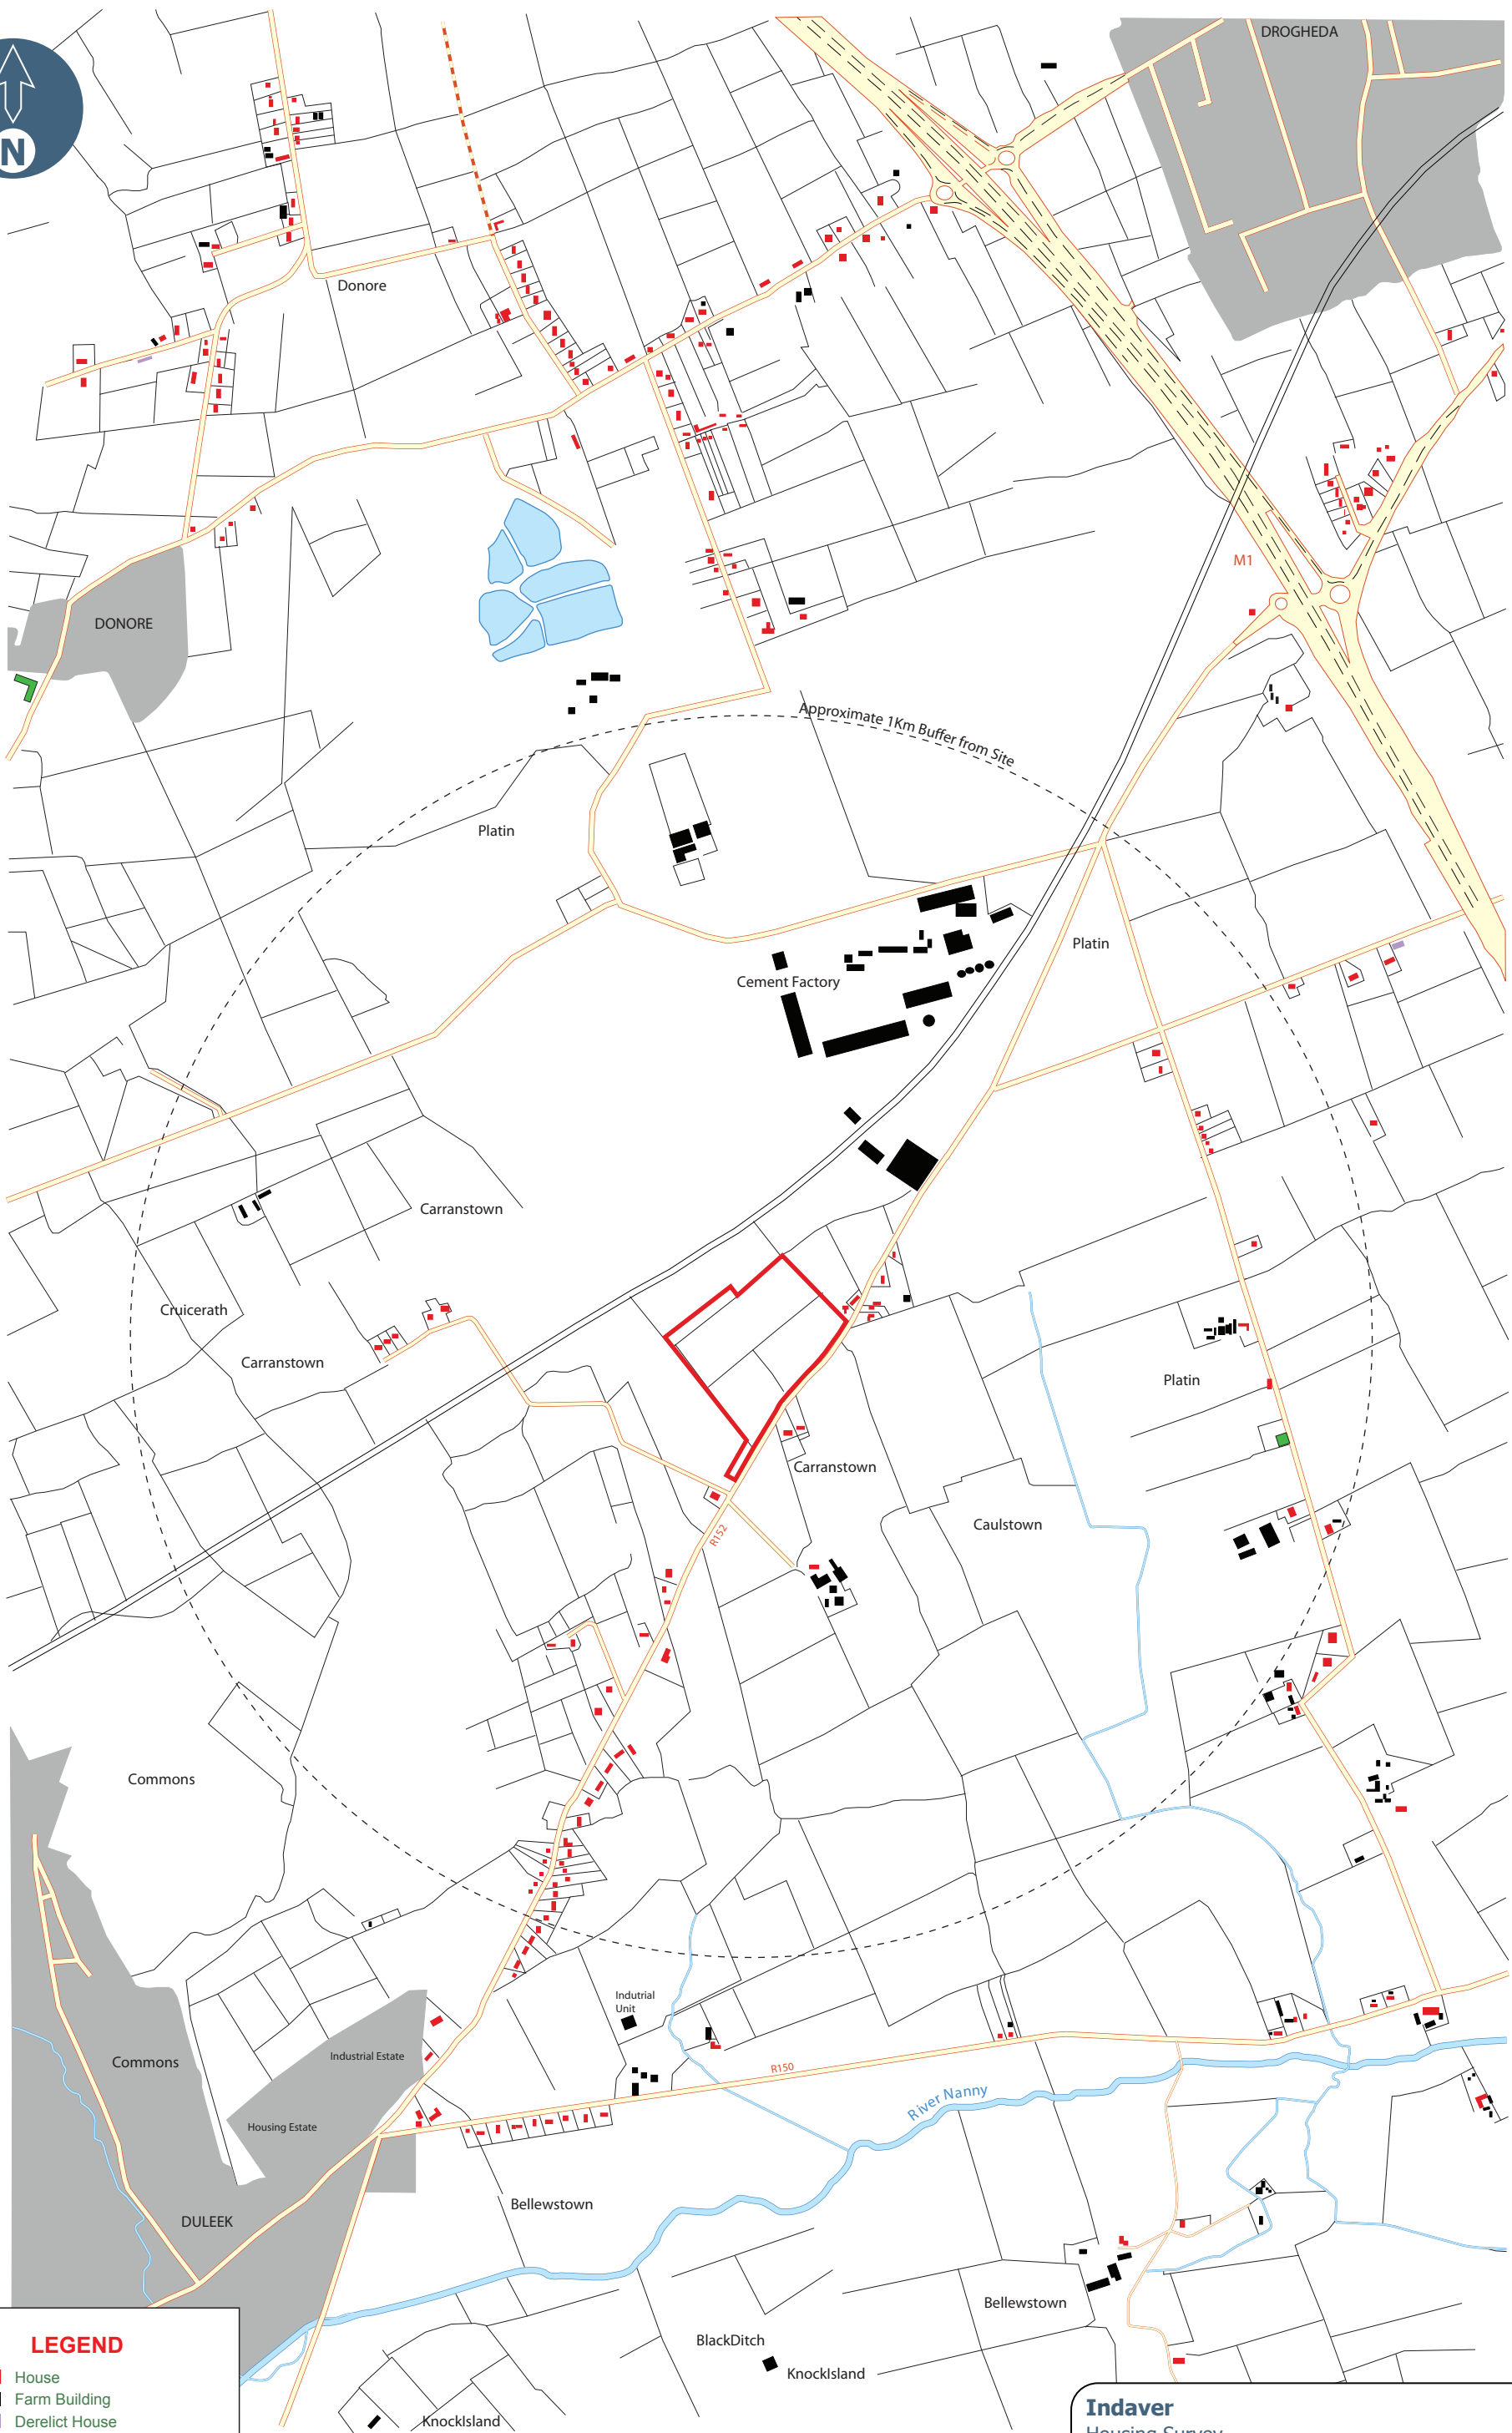 DROGHEDA
N
Donore
M1
DONORE
Approximate 1Km Buffer from Site
Platin
Platin
Cement Factory
Carranstown
Cruicerath
Carranstown
Platin
Carranstown
Caulstown
R152
Commons
Indutrial
Unit
Industrial Estate
Commons
R150
River Nanny
Housing Estate
Bellewstown
DULEEK
Bellewstown
BlackDitch
KnockIsland
KnockIsland
LEGEND
House
Farm Building
Derelict House
Indaver
Housing Survey